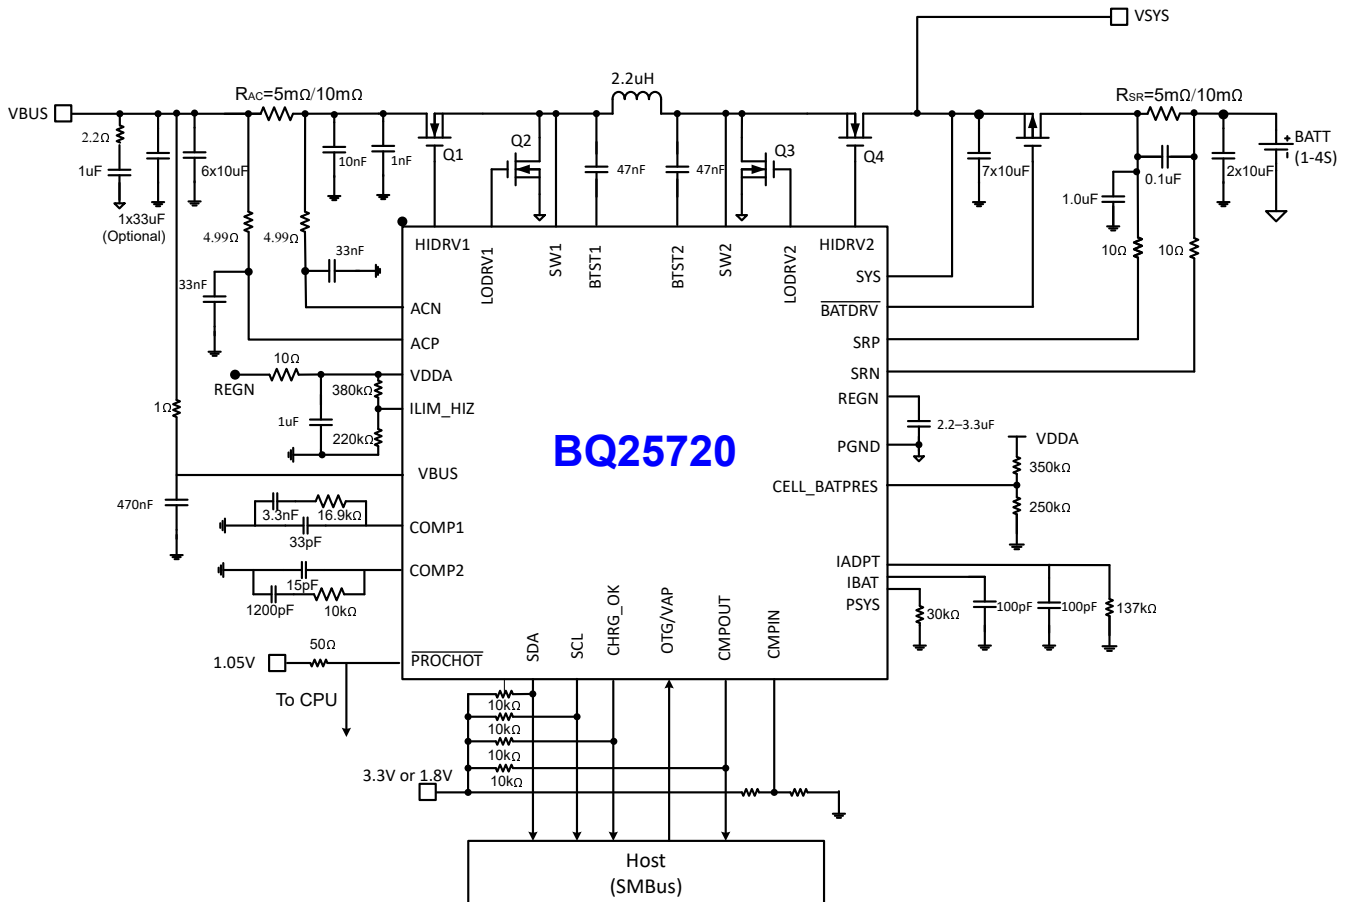 VSYS
2.2uH
VBUS
RAC=5mΩ/10mΩ
RSR=5mΩ/10mΩ
2.2Ω
1uF
1x33uF
(Optional)
6x10uF
10nF
1nF
Q1
Q2
47nF
47nF
Q3
Q4
7x10uF
1.0uF
0.1uF
2x10uF
+
BATT
(1-4S)
4.99Ω
4.99Ω
33nF
33nF
10Ω
10Ω
HIDRV1
LODRV1
SW1
BTST1
BTST2
SW2
LODRV2
HIDRV2
SYS
BATDRV
SRP
SRN
REGN
PGND
CELL_BATPRES
IADPT
IBAT
PSYS
ACN
ACP
VDDA
ILIM_HIZ
VBUS
COMP1
COMP2
PROCHOT
SDA
SCL
CHRG_OK
OTG/VAP
CMPOUT
CMPIN
BQ25720
REGN
10Ω
1Ω
1uF
380kΩ
220kΩ
470nF
3.3nF
16.9kΩ
33pF
15pF
1200pF
10kΩ
2.2–3.3uF
VDDA
350kΩ
250kΩ
30kΩ
100pF
100pF
137kΩ
1.05V
50Ω
To CPU
10kΩ
10kΩ
10kΩ
10kΩ
3.3V or 1.8V
Host
(SMBus)